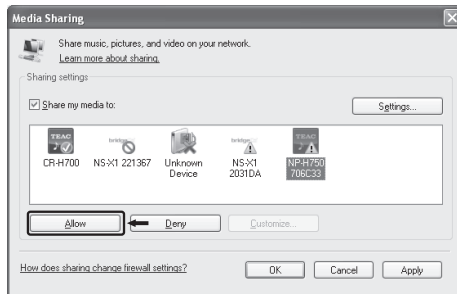 Media Sharing
Share music, pictures, and video on your network.
Learn more about sharing.
Sharing settings
Share my media to:
Settings...
TEAC
bridge
bridge
TEAC
CR-H700
NS-X1 221367
Unknown Device
NS-X1 2031DA
NP-H750 706C33
Allow
Deny
Customize...
How does sharing change firewall settings?
OK
Cancel
Apply